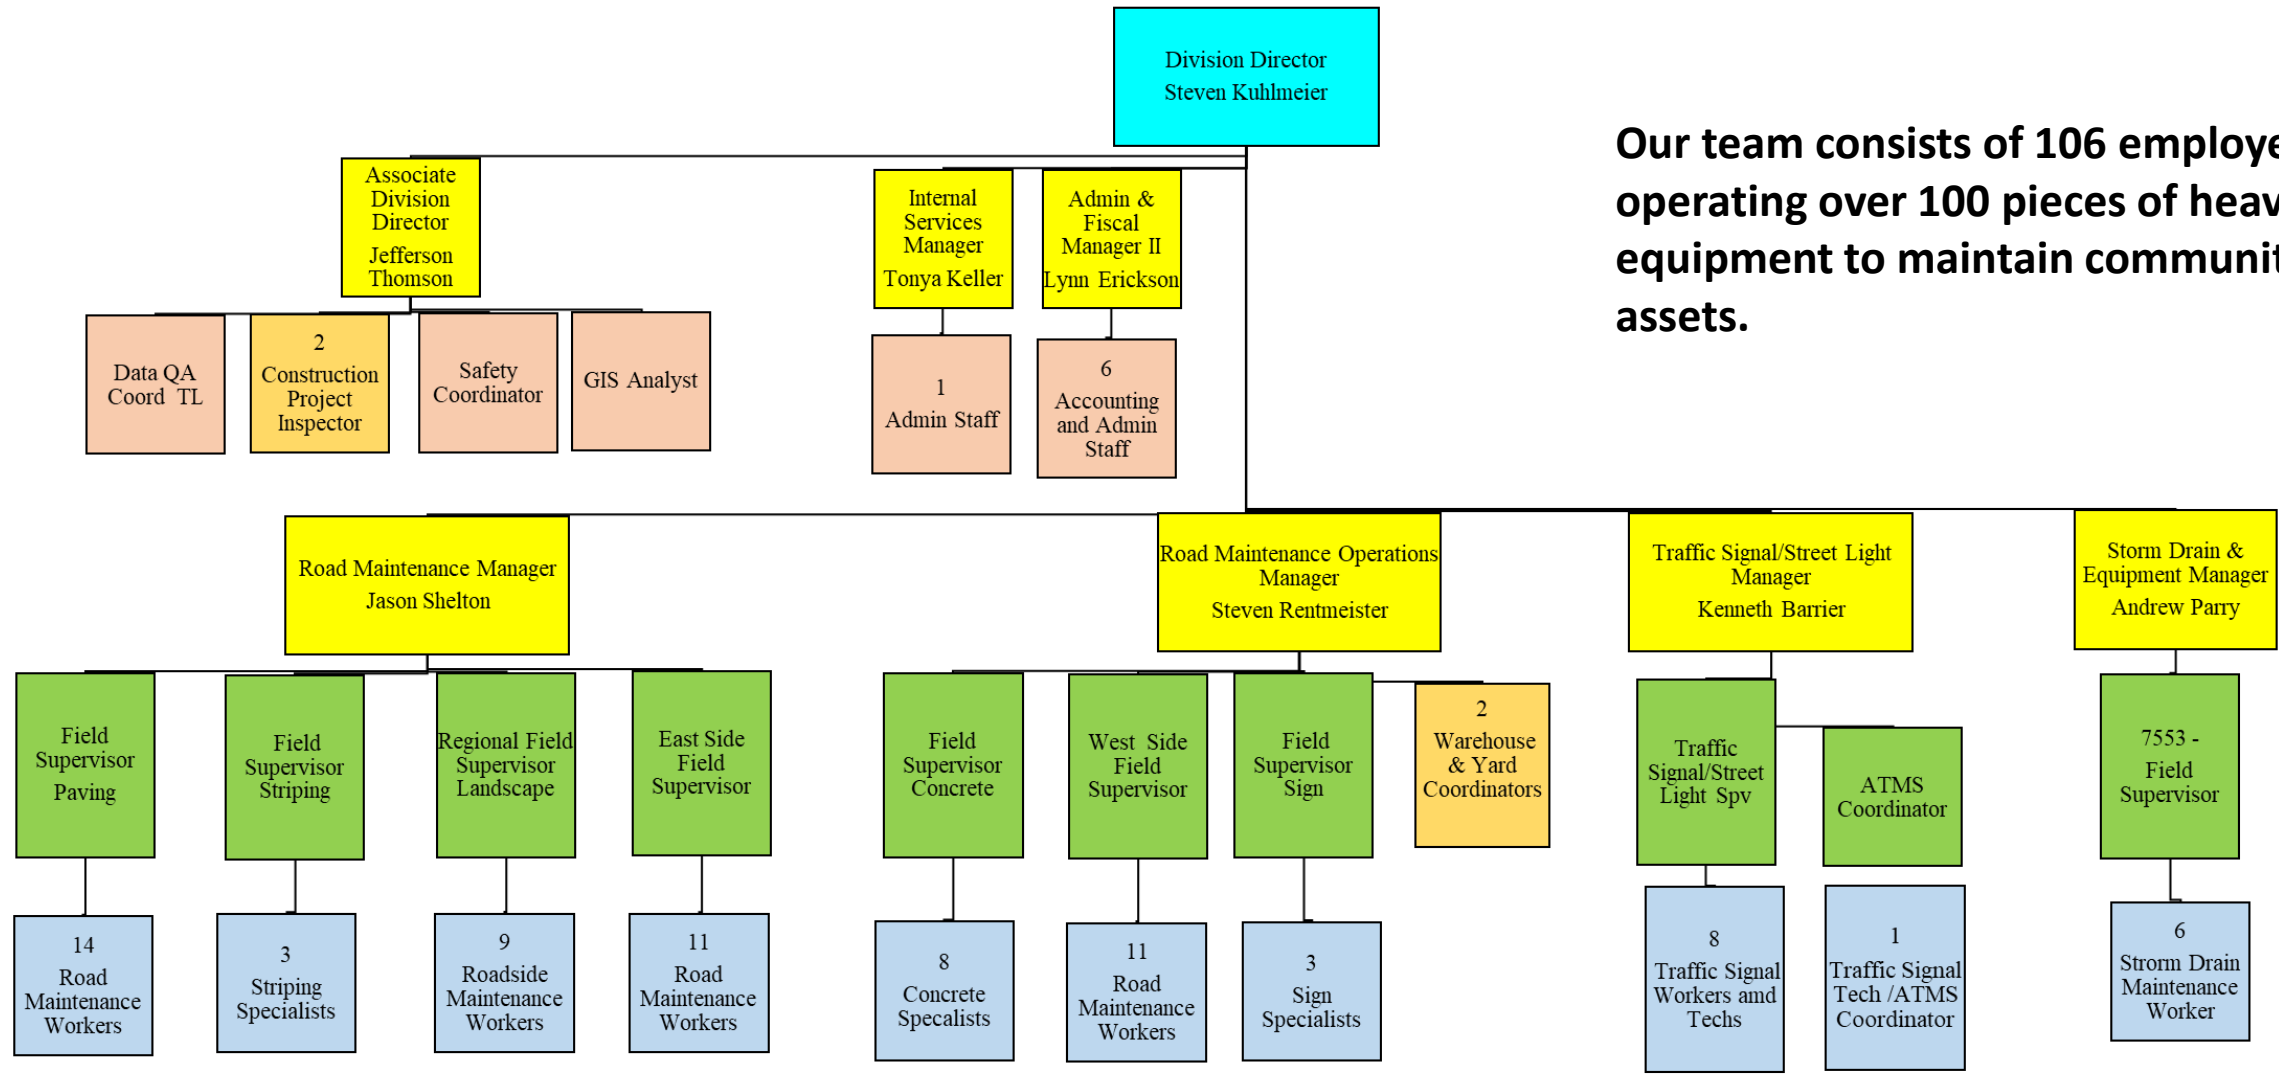 Division Director
Steven Kuhlmeier
Our team consists of 106 employe
operating over 100 pieces of heav
equipment to maintain communit
assets.
Associate
Division
Director
Jefferson
Thomson
Internal
Services
Manager
Tonya Keller
Admin &
Fiscal
Manager II
Lynn Erickson
Data QA
Coord TL
2
Construction
Project
Inspector
Safety
Coordinator
GIS Analyst
1
Admin Staff
6
Accounting
and Admin
Staff
Road Maintenance Manager
Jason Shelton
Road Maintenance Operations
Manager
Steven Rentmeister
Traffic Signal/Street Light
Manager
Kenneth Barrier
Storm Drain &
Equipment Manager
Andrew Parry
Field
Supervisor
Paving
Field
Supervisor
Striping
Regional Field
Supervisor
Landscape
East Side
Field
Supervisor
Field
Supervisor
Concrete
West Side
Field
Supervisor
Field
Supervisor
Sign
2
Warehouse
& Yard
Coordinators
Traffic
Signal/Street
Light Spv
ATMS
Coordinator
7553 -
Field
Supervisor
14
Road
Maintenance
Workers
3
Striping
Specialists
9
Roadside
Maintenance
Workers
11
Road
Maintenance
Workers
8
Concrete
Specalists
11
Road
Maintenance
Workers
3
Sign
Specialists
8
Traffic Signal
Workers amd
Techs
1
Traffic Signal
Tech /ATMS
Coordinator
6
Strorm Drain
Maintenance
Worker